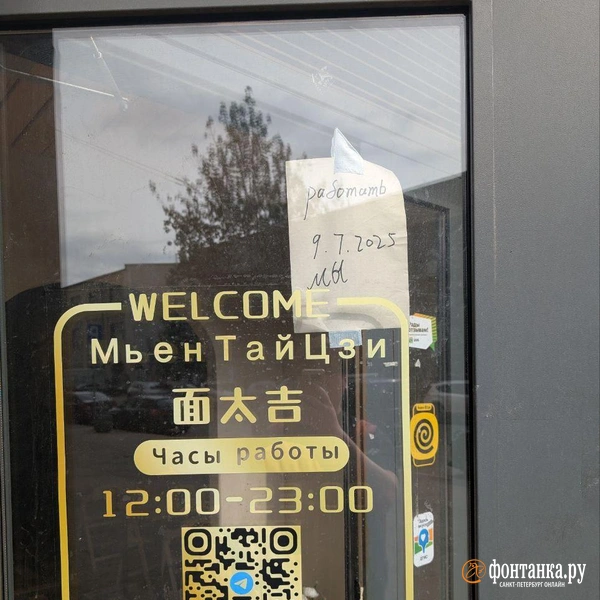 работать
9.7.2025
мы
WELCOME
МьенТайЦзи
面太吉
Часы работы
12:00-23:00
фонтанка.ру
САНКТ-ПЕТЕРБУРГ ОНЛАЙН